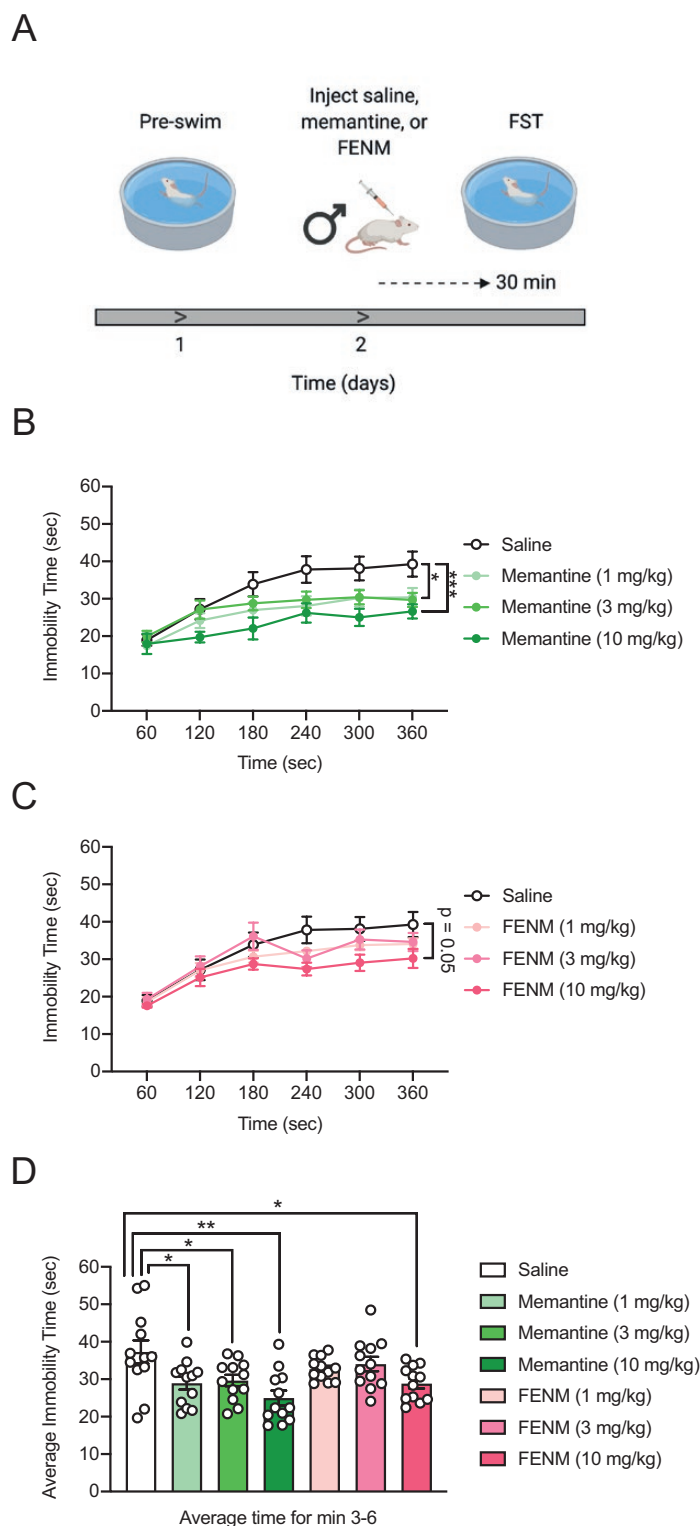 A
Pre-swim
Inject saline,
memantine, or
FENM
FST
30 min
>
>
1
2
Time (days)
B
Immobility Time (sec)
60
50
40
30
20
10
0
60
120
180
240
300
360
Time (sec)
*
***
Saline
Memantine (1 mg/kg)
Memantine (3 mg/kg)
Memantine (10 mg/kg)
C
Immobility Time (sec)
60
50
40
30
20
10
0
60
120
180
240
300
360
Time (sec)
p = 0.05
Saline
FENM (1 mg/kg)
FENM (3 mg/kg)
FENM (10 mg/kg)
D
Average Immobility Time (sec)
60
50
40
30
20
10
0
*
**
*
*
Average time for min 3-6
Saline
Memantine (1 mg/kg)
Memantine (3 mg/kg)
Memantine (10 mg/kg)
FENM (1 mg/kg)
FENM (3 mg/kg)
FENM (10 mg/kg)